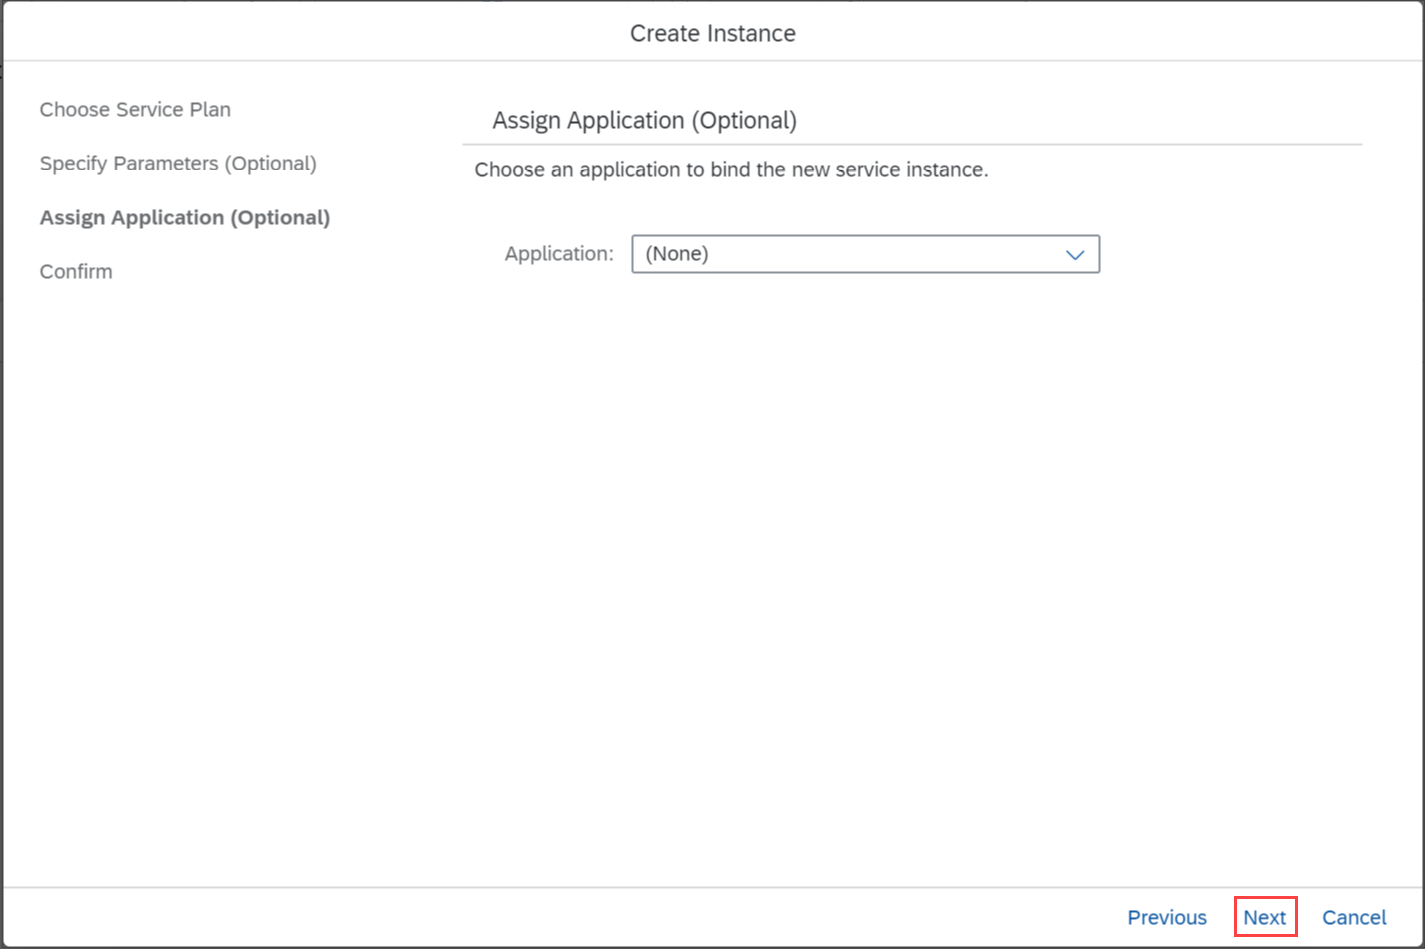 Create Instance
Choose Service Plan
Specify Parameters (Optional)
Assign Application (Optional)
Confirm
Assign Application (Optional)
Choose an application to bind the new service instance.
Application: (None)
Previous Next Cancel